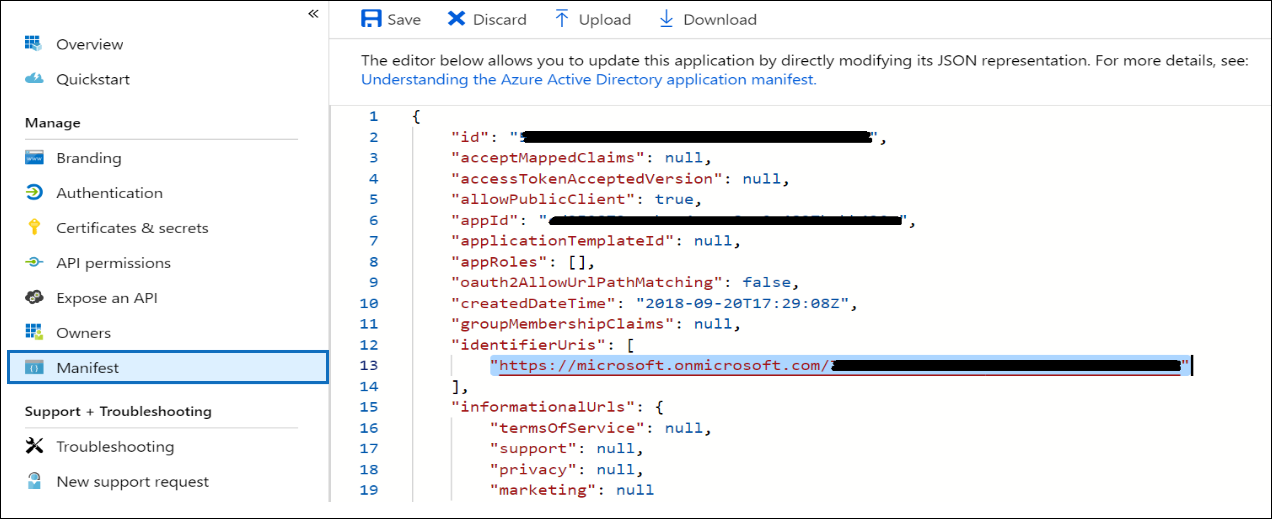 «
Overview
Quickstart
Manage
Branding
Authentication
Certificates & secrets
API permissions
Expose an API
Owners
Manifest
Support + Troubleshooting
Troubleshooting
New support request
Save Discard Upload Download
The editor below allows you to update this application by directly modifying its JSON representation. For more details, see:
Understanding the Azure Active Directory application manifest.
1 {
2 "id": "",
3 "acceptMappedClaims": null,
4 "accessTokenAcceptedVersion": null,
5 "allowPublicClient": true,
6 "appId": "",
7 "applicationTemplateId": null,
8 "appRoles": [],
9 "oauth2AllowUrlPathMatching": false,
10 "createdDateTime": "2018-09-20T17:29:08Z",
11 "groupMembershipClaims": null,
12 "identifierUris": [
13 "https://microsoft.onmicrosoft.com/"
14 ],
15 "informationalUrls": {
16 "termsOfService": null,
17 "support": null,
18 "privacy": null,
19 "marketing": null